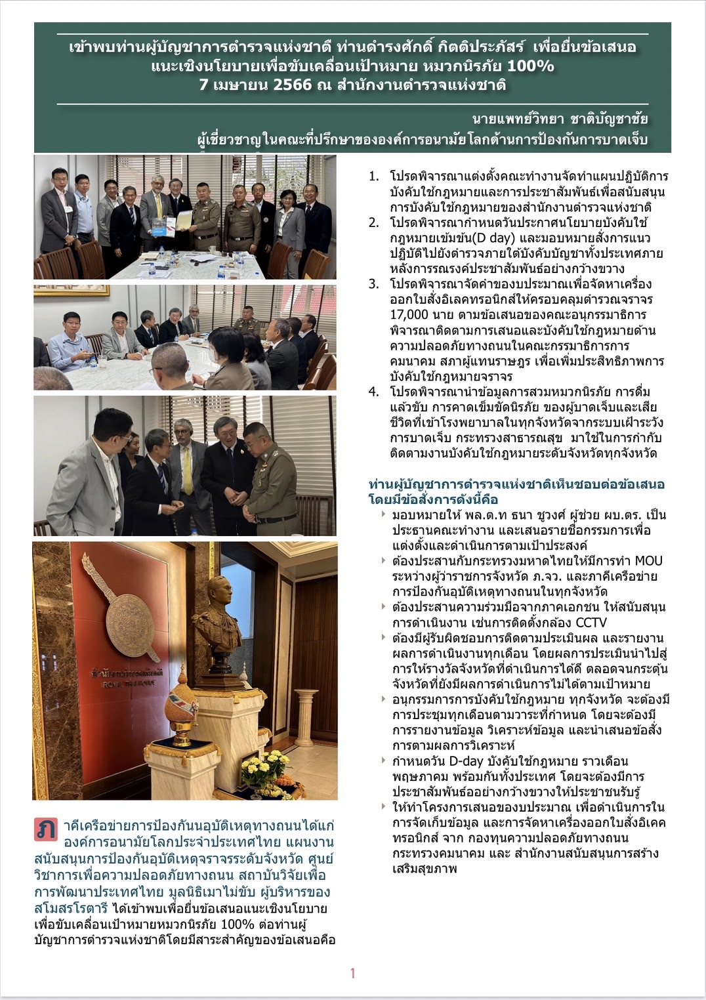 เข้าพบท่านผู้บัญชาการตำรวจแห่งชาตื ท่านดำรงศักดิ์ กิตติประภัสร์ เพื่อยื่นข้อเสนอ
แนะเชิงนโยบายเพื่อขับเคลื่อนเป้าหมาย หมวกนิรภัย 100%
7 เมษายน 2566 ณ สำนักงานตำรวจแห่งชาติ
นายแพทย์วิทยา ชาติบัญชาชัย
ผู้เชี่ยวชาญในคณะที่ปรึกษาขององค์การอนามัยโลกด้านการป้องกันการบาดเจ็บ
สำนักงานตำรวจแห่งชาติ
ROYAL THAI POLICE
ภาคีเครือข่ายการป้องกันนอุบัติเหตุทางถนนได้แก่
องค์การอนามัยโลกประจำประเทศไทย แผนงาน
สนับสนุนการป้องกันอุบัติเหตุจราจรระดับจังหวัด ศูนย์
วิชาการเพื่อความปลอดภัยทางถนน สถาบันวิจัยเพื่อ
การพัฒนาประเทศไทย มูลนิธิเมาไม่ขับ ผู้บริหารของ
สโมสรโรตารี ได้เข้าพบเพื่อยื่นข้อเสนอแนะเชิงนโยบาย
เพื่อขับเคลื่อนเป้าหมายหมวกนิรภัย 100% ต่อท่านผู้
บัญชาการตำรวจแห่งชาติโดยมีสาระสำคัญของข้อเสนอคือ
1. โปรดพิจารณาแต่งตั้งคณะทำงานจัดทำแผนปฏิบัติการ
บังคับใช้กฎหมายและการประชาสัมพันธ์เพื่อสนับสนุน
การบังคับใช้กฎหมายของสำนักงานตำรวจแห่งชาติ
2. โปรดพิจารณากำหนดวันประกาศนโยบายบังคับใช้
กฎหมายเข้มข้น(D day) และมอบหมายสั่งการแนว
ปฏิบัติไปยังตำรวจภายใต้บังคับบัญชาทั้งประเทศภาย
หลังการรณรงค์ประชาสัมพันธ์อย่างกว้างขวาง
3. โปรดพิจารณาจัดคำของบประมาณเพื่อจัดหาเครื่อง
ออกใบสั่งอิเลคทรอนิกส์ให้ครอบคลุมตำรวณจราจร
17,000 นาย ตามข้อเสนอของคณะอนุกรรมาธิการ
พิจารณาติดตามการเสนอและบังคับใช้กฎหมายด้าน
ความปลอดภัยทางถนนในคณะกรรมาธิการการ
คมนาคม สภาผู้แทนราษฎร เพื่อเพิ่มประสิทธิภาพการ
บังคับใช้กฎหมายจราจร
4. โปรดพิจารณานำข้อมูลการสวมหมวกนิรภัย การดื่ม
แล้วขับ การคาดเข็มขัดนิรภัย ของผู้บาดเจ็บและเสีย
ชีวิตที่เข้าโรงพยาบาลในทุกจังหวัดจากระบบเฝ้าระวัง
การบาดเจ็บ กระทรวงสาธารณสุข มาใช้ในการกำกับ
ติดตามงานบังคับใช้กฎหมายระดับจังหวัดทุกจังหวัด
ท่านผู้บัญชาการตำรวจแห่งชาติเห็นชอบต่อข้อเสนอ
โดยมีข้อสั่งการดังนี้คือ
มอบหมายให้ พล.ต.ท ธนา ชูวงศ์ ผู้ช่วย ผบ.ตร. เป็น
ประธานคณะทำงาน และเสนอรายชื่อกรรมการเพื่อ
แต่งตั้งและดำเนินการตามเป้าประสงค์
ต้องประสานกับกระทรวงมหาดไทยให้มีการทำ MOU
ระหว่างผู้ว่าราชการจังหวัด ภ.จว. และภาคีเครือข่าย
การป้องกันอุบัติเหตุทางถนนในทุกจังหวัด
ต้องประสานความร่วมมือจากภาคเอกชน ให้สนับสนุน
การดำเนินงาน เช่นการติดตั้งกล้อง CCTV
ต้องมีผู้รับผิดชอบการติดตามประเมินผล และรายงาน
ผลการดำเนินงานทุกเดือน โดยผลการประเมินนำไปสู่
การให้รางวัลจังหวัดที่ดำเนินการได้ดี ตลอดจนกระตุ้น
จังหวัดที่ยังมีผลการดำเนินการไม่ได้ตามเป้าหมาย
อนุกรรมการการบังคับใช้กฎหมาย ทุกจังหวัด จะต้องมี
การประชุมทุกเดือนตามวาระที่กำหนด โดยจะต้องมี
การรายงานข้อมูล วิเคราะห์ข้อมูล และนำเสนอข้อสั่ง
การตามผลการวิเคราะห์
กำหนดวัน D-day บังคับใช้กฎหมาย ราวเดือน
พฤษภาคม พร้อมกันทั้งประเทศ โดยจะต้องมีการ
ประชาสัมพันธ์ออย่างกว้างขวางให้ประชาชนรับรู้
ให้ทำโครงการเสนอของบประมาณ เพื่อดำเนินการใน
การจัดเก็บข้อมูล และการจัดหาเครื่องออกใบสั่งอิเคค
ทรอนิกส์ จาก กองทุนความปลอดภัยทางถนน
กระทรวงคมนาคม และ สำนักงานสนับสนุนการสร้าง
เสริมสุขภาพ
1